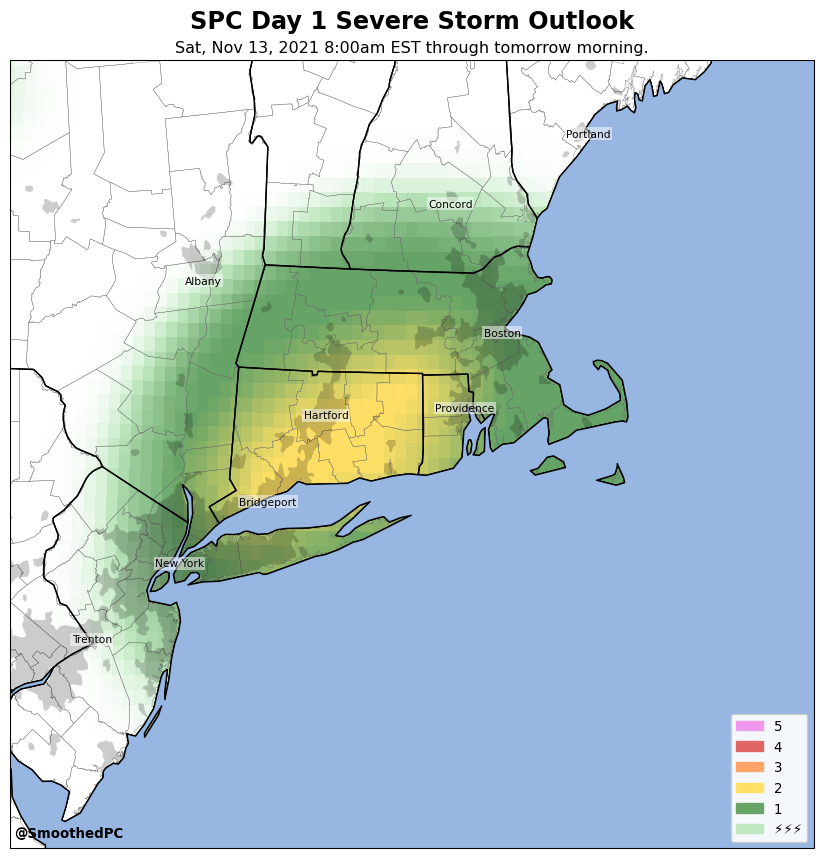 SPC Day 1 Severe Storm Outlook
Sat, Nov 13, 2021 8:00am EST through tomorrow morning.
Portland
Concord
Albany
Boston
Providence
Hartford
Bridgeport
New York
Trenton
5
4
3
2
1
⚡⚡⚡
@SmoothedPC